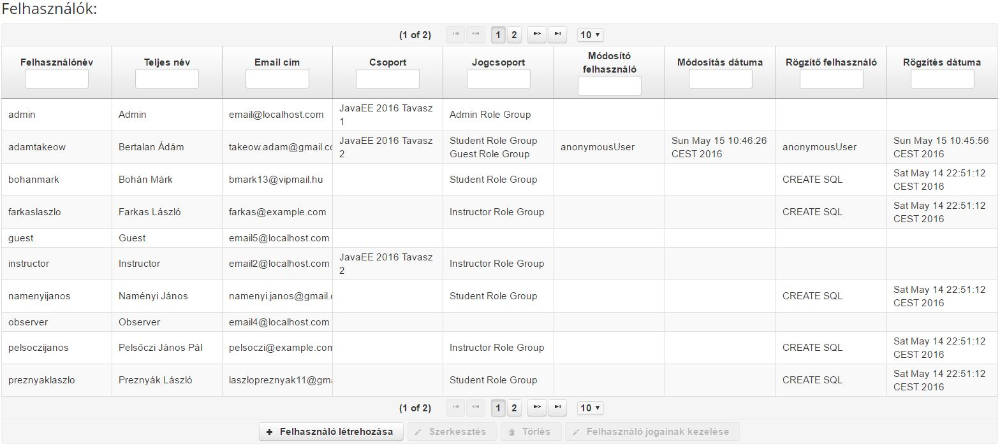 Felhasználók:
(1 of 2) 1 2 10
Felhasználónév Teljes név Email cím Csoport Jogcsoport Módosító felhasználó Módosítás dátuma Rögzítő felhasználó Rögzítés dátuma
admin Admin email@localhost.com JavaEE 2016 Tavasz 1 Admin Role Group
adamtakeow Bertalan Ádám takeow.adam@gmail.co JavaEE 2016 Tavasz 2 Student Role Group Guest Role Group anonymousUser Sun May 15 10:46:26 CEST 2016 anonymousUser Sun May 15 10:45:56 CEST 2016
bohanmark Bohán Márk bmark13@vipmail.hu Student Role Group CREATE SQL Sat May 14 22:51:12 CEST 2016
farkaslaszlo Farkas László farkas@example.com Instructor Role Group CREATE SQL Sat May 14 22:51:12 CEST 2016
guest Guest email5@localhost.com
instructor Instructor email2@localhost.com JavaEE 2016 Tavasz 2 Instructor Role Group
namenyijanos Naményi János namenyi.janos@gmail.c Student Role Group CREATE SQL Sat May 14 22:51:12 CEST 2016
observer Observer email4@localhost.com
pelsoczijanos Pelsőczi János Pál pelsoczi@example.com Instructor Role Group CREATE SQL Sat May 14 22:51:12 CEST 2016
preznyaklaszlo Preznyák László laszlopreznyak11@gma Student Role Group CREATE SQL Sat May 14 22:51:12 CEST 2016
(1 of 2) 1 2 10
Felhasználó létrehozása Szerkesztés Törlés Felhasználó jogainak kezelése